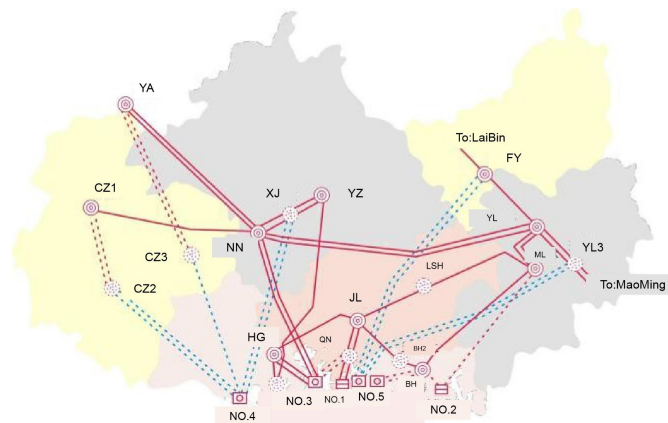 YA
To:LaiBin
FY
CZ1
XJ
YZ
YL
NN
CZ3
LSH
ML
YL3
CZ2
To:MaoMing
JL
HG
QN
BH2
BH
NO.4
NO.3
NO.1
NO.5
NO.2